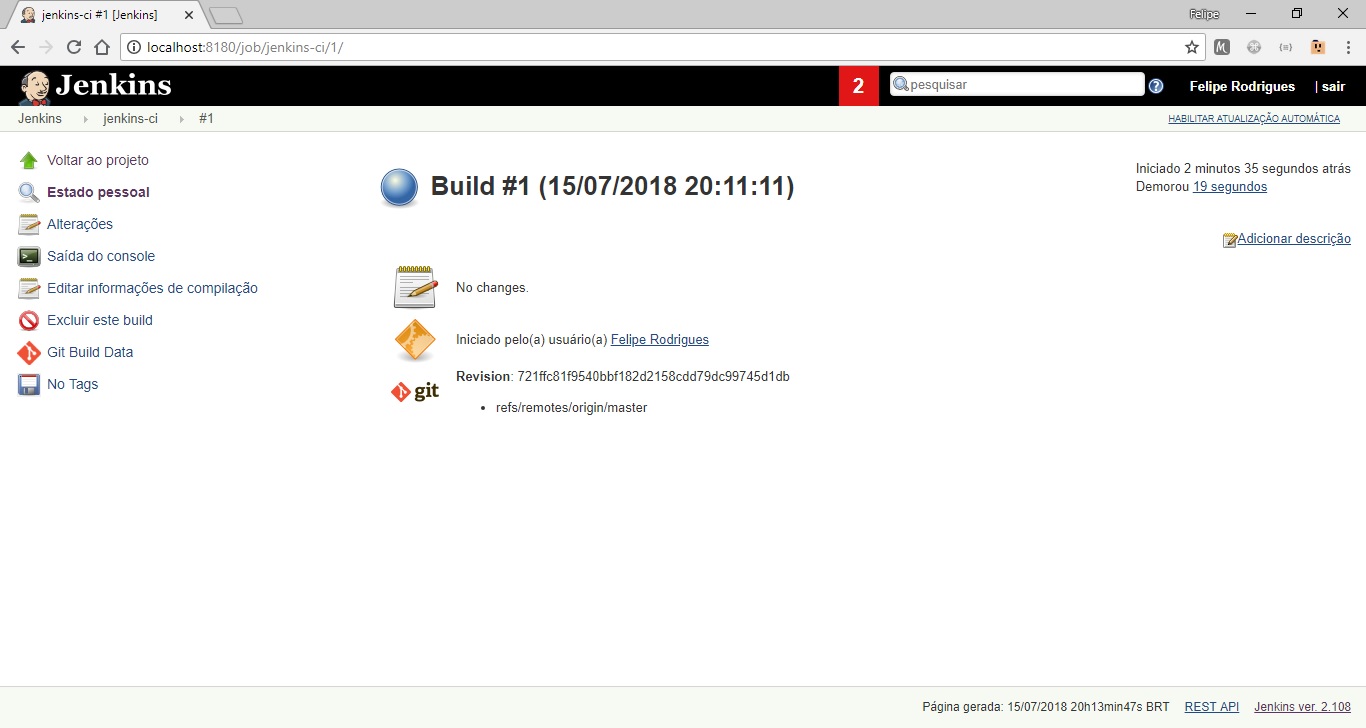 jenkins-ci #1 [Jenkins]
Felipe
localhost:8180/job/jenkins-ci/1/
Jenkins
2
pesquisar
Felipe Rodrigues
| sair
Jenkins
jenkins-ci
#1
HABILITAR ATUALIZAÇÃO AUTOMÁTICA
Voltar ao projeto
Estado pessoal
Alterações
Saída do console
Editar informações de compilação
Excluir este build
Git Build Data
No Tags
Build #1 (15/07/2018 20:11:11)
Iniciado 2 minutos 35 segundos atrás
Demorou 19 segundos
Adicionar descrição
No changes.
Iniciado pelo(a) usuário(a) Felipe Rodrigues
git
Revision: 721ffc81f9540bbf182d2158cdd79dc99745d1db
• refs/remotes/origin/master
Página gerada: 15/07/2018 20h13min47s BRT
REST API
Jenkins ver. 2.108